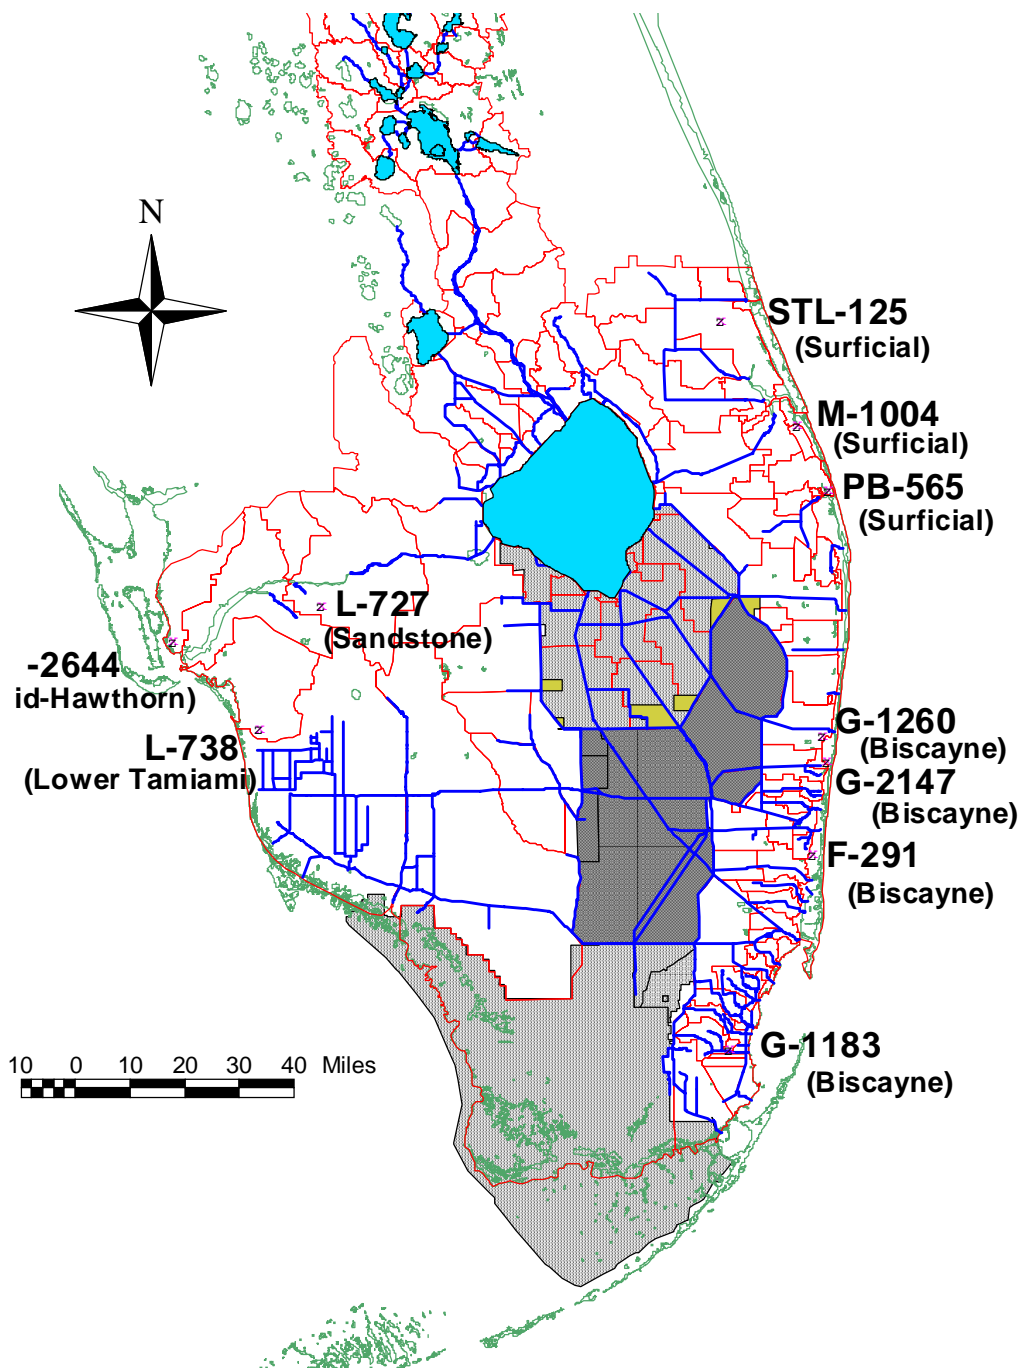 N
STL-125
(Surficial)
M-1004
(Surficial)
PB-565
(Surficial)
L-727
(Sandstone)
-2644
id-Hawthorn)
L-738
(Lower Tamiami)
G-1260
(Biscayne)
G-2147
(Biscayne)
F-291
(Biscayne)
G-1183
(Biscayne)
10 0 10 20 30 40 Miles